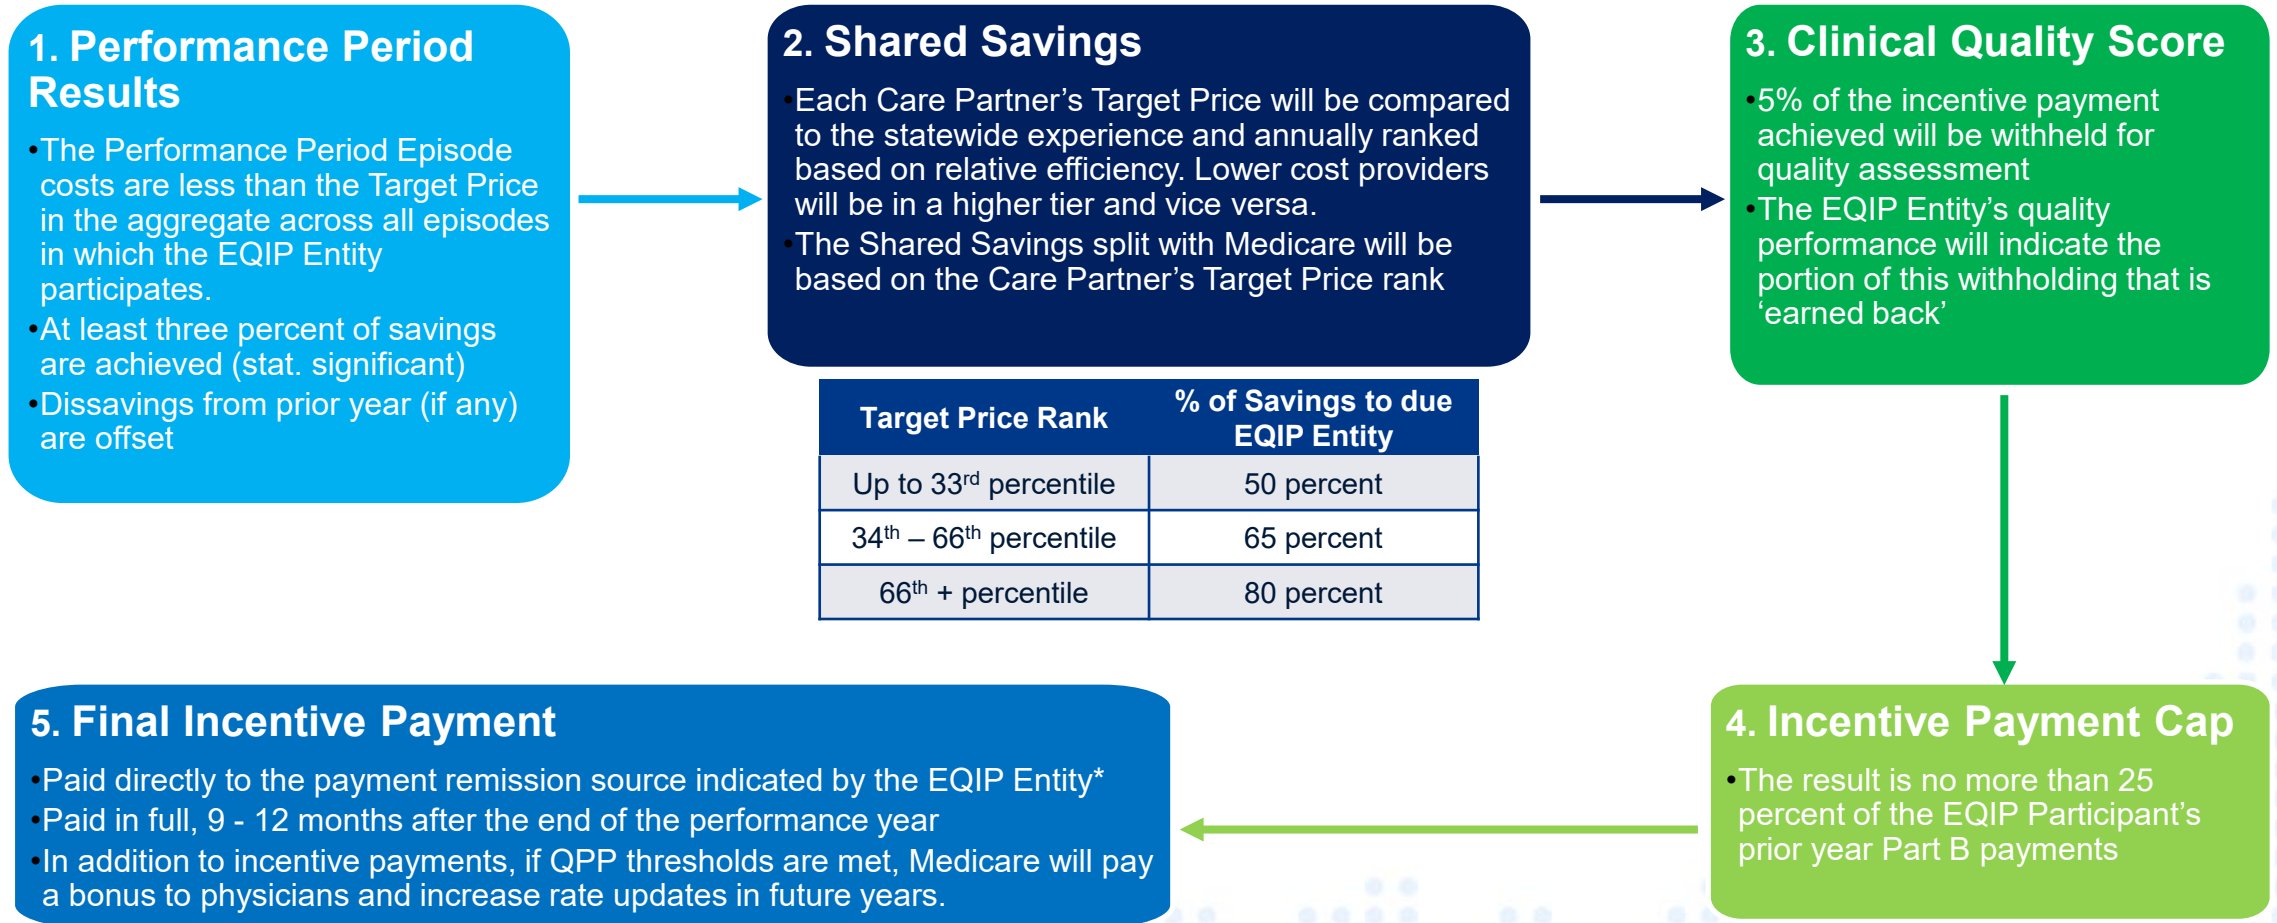 1. Performance Period
Results
•The Performance Period Episode
costs are less than the Target Price
in the aggregate across all episodes
in which the EQIP Entity
participates.
•At least three percent of savings
are achieved (stat. significant)
•Dissavings from prior year (if any)
are offset
2. Shared Savings
•Each Care Partner’s Target Price will be compared
to the statewide experience and annually ranked
based on relative efficiency. Lower cost providers
will be in a higher tier and vice versa.
•The Shared Savings split with Medicare will be
based on the Care Partner’s Target Price rank
Target Price Rank
% of Savings to due
EQIP Entity
Up to 33rd percentile
50 percent
34th – 66th percentile
65 percent
66th + percentile
80 percent
3. Clinical Quality Score
•5% of the incentive payment
achieved will be withheld for
quality assessment
•The EQIP Entity’s quality
performance will indicate the
portion of this withholding that is
‘earned back’
4. Incentive Payment Cap
•The result is no more than 25
percent of the EQIP Participant’s
prior year Part B payments
5. Final Incentive Payment
•Paid directly to the payment remission source indicated by the EQIP Entity*
•Paid in full, 9 - 12 months after the end of the performance year
•In addition to incentive payments, if QPP thresholds are met, Medicare will pay
a bonus to physicians and increase rate updates in future years.